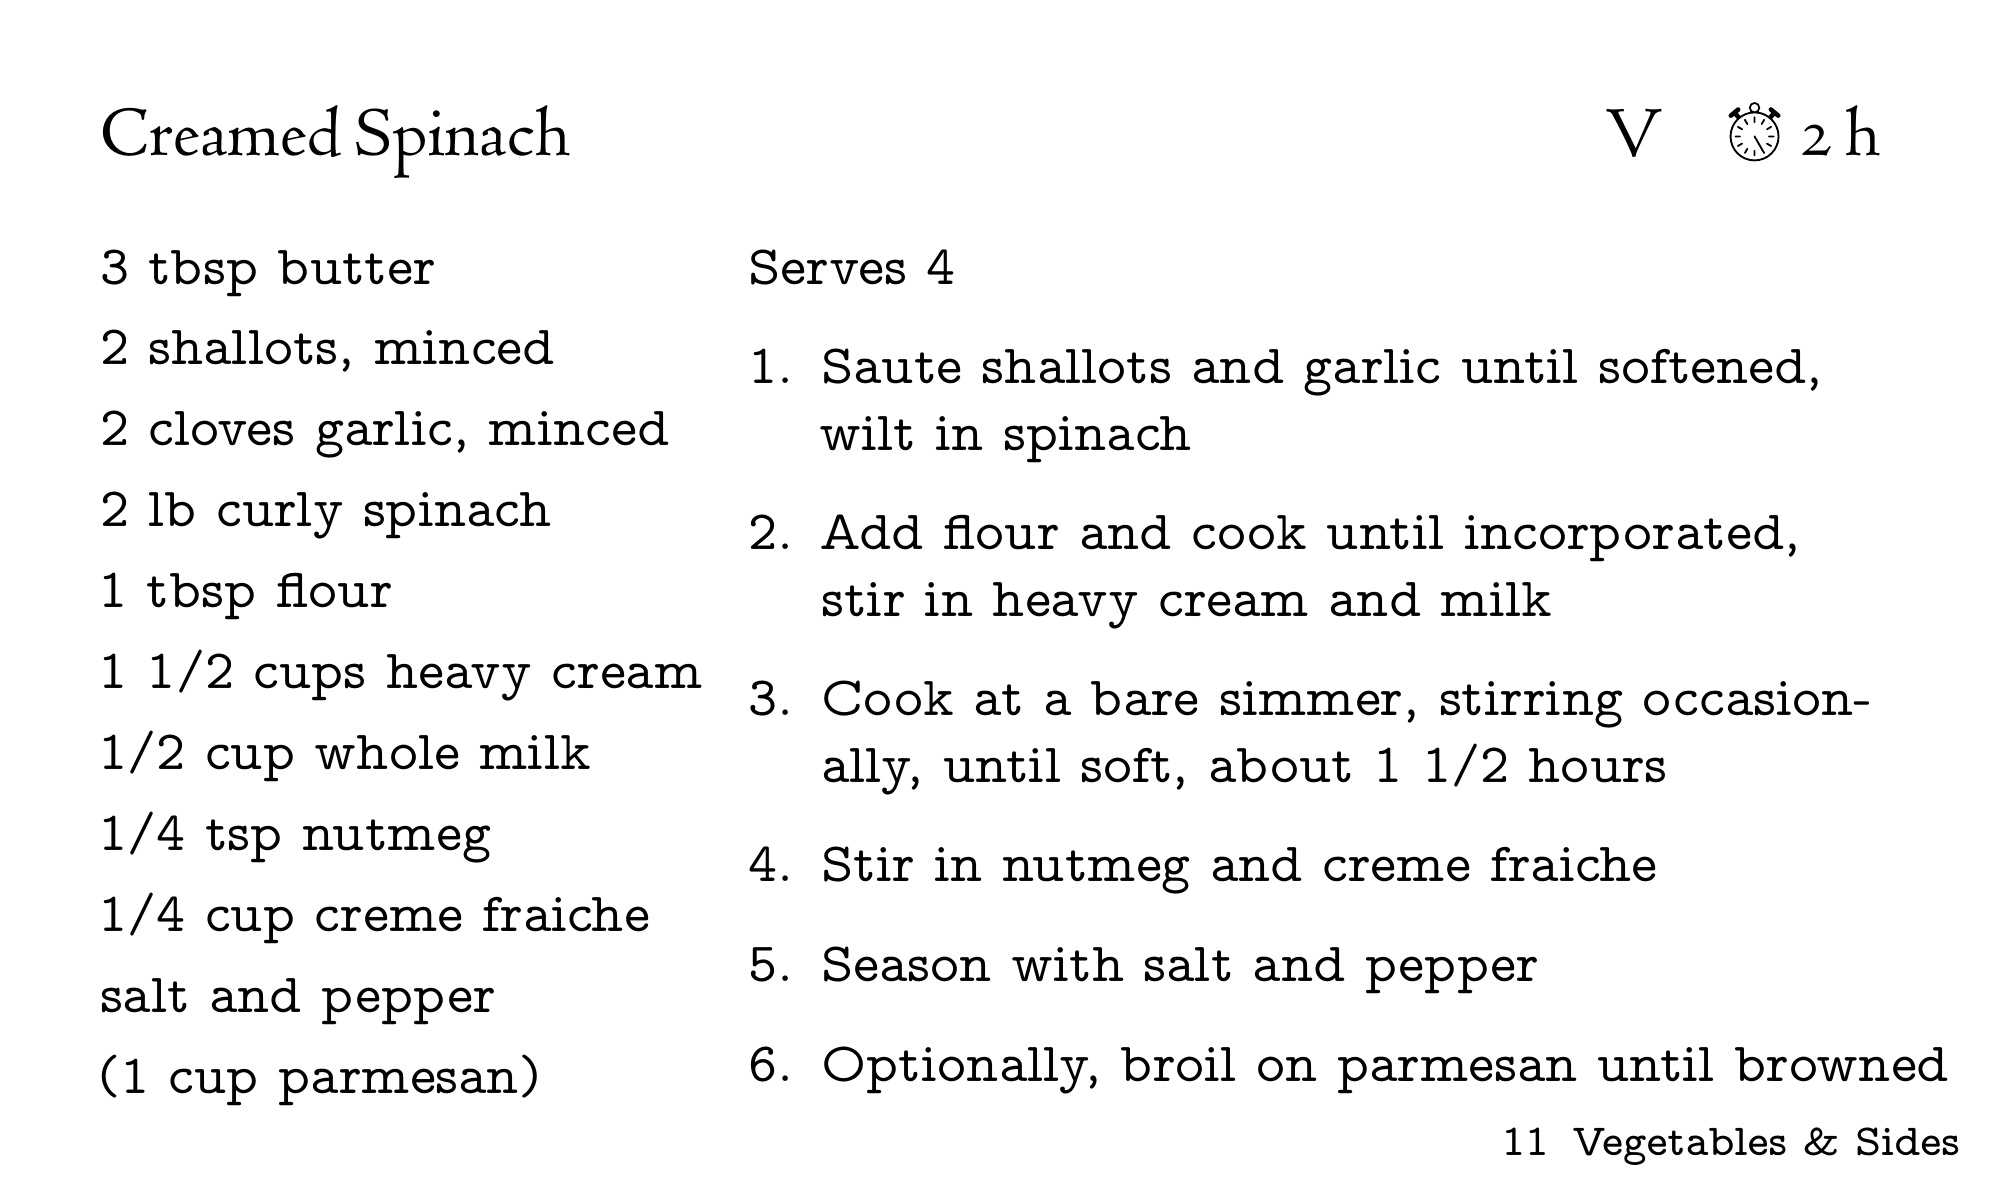 Creamed Spinach
V 2 h
3 tbsp butter
2 shallots, minced
2 cloves garlic, minced
2 lb curly spinach
1 tbsp flour
1 1/2 cups heavy cream
1/2 cup whole milk
1/4 tsp nutmeg
1/4 cup creme fraiche
salt and pepper
(1 cup parmesan)
Serves 4
1. Saute shallots and garlic until softened,
wilt in spinach
2. Add flour and cook until incorporated,
stir in heavy cream and milk
3. Cook at a bare simmer, stirring occasion-
ally, until soft, about 1 1/2 hours
4. Stir in nutmeg and creme fraiche
5. Season with salt and pepper
6. Optionally, broil on parmesan until browned
11 Vegetables & Sides